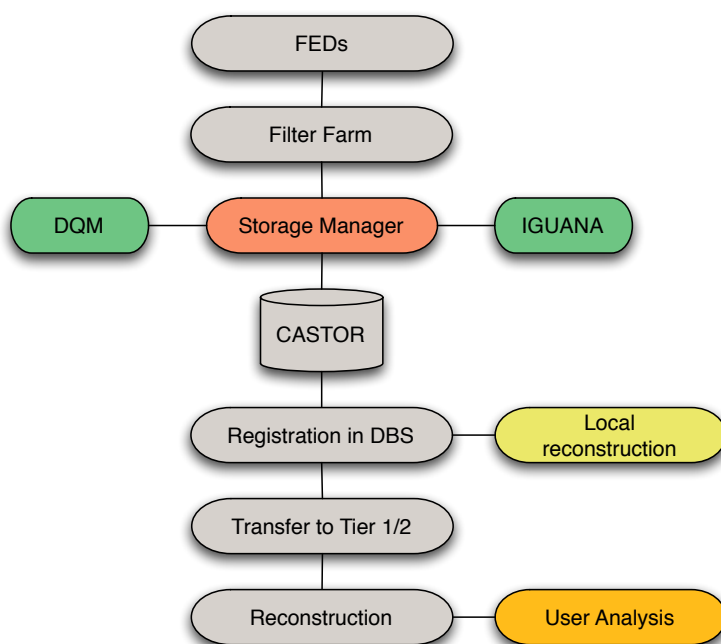 FEDs
Filter Farm
DQM
Storage Manager
IGUANA
CASTOR
Registration in DBS
Local
reconstruction
Transfer to Tier 1/2
Reconstruction
User Analysis